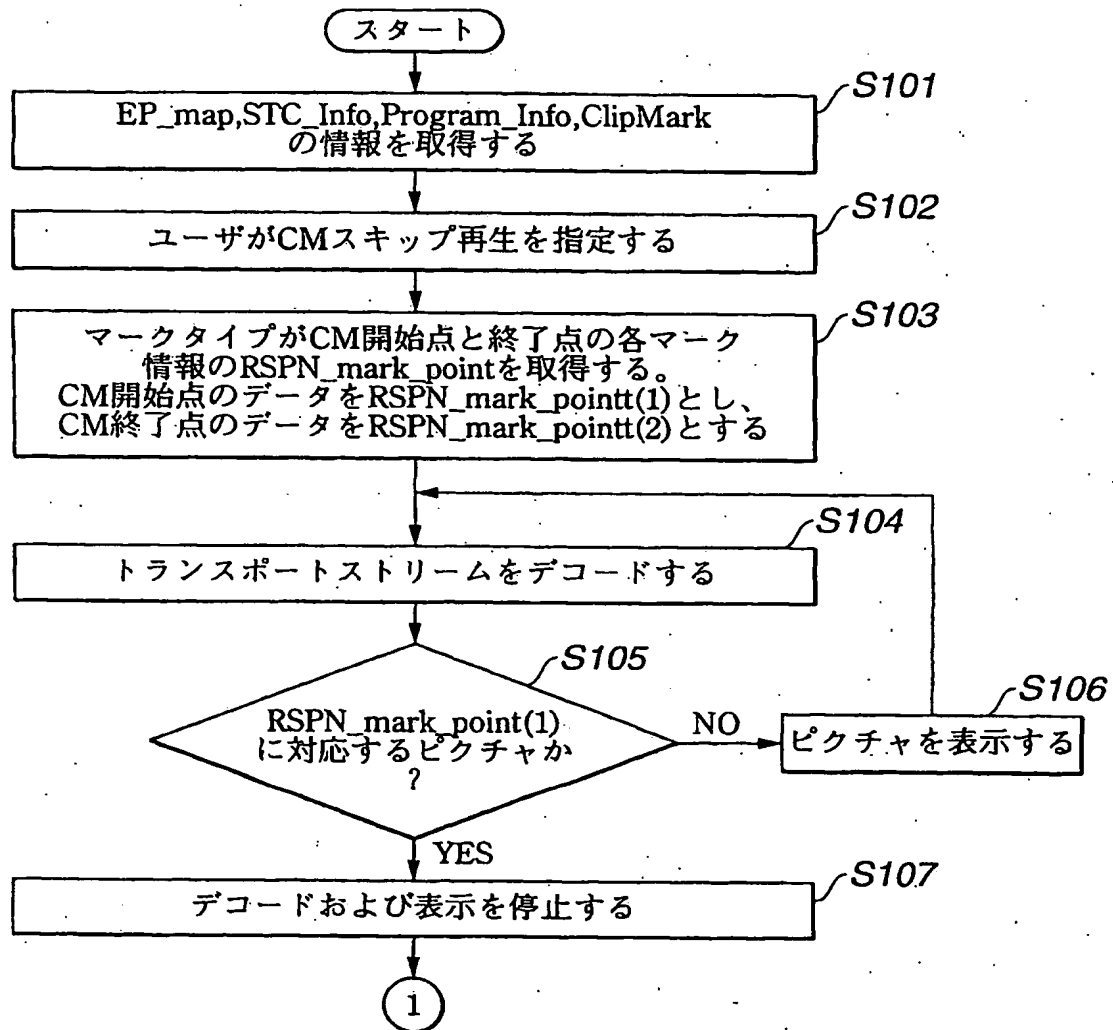 スタート
S101
EP_map,STC_Info,Program_Info,ClipMark
の情報を取得する
S102
ユーザがCMスキップ再生を指定する
S103
マークタイプがCM開始点と終了点の各マーク
情報のRSPN_mark_pointを取得する。
CM開始点のデータをRSPN_mark_pointt(1)とし、
CM終了点のデータをRSPN_mark_pointt(2)とする
S104
トランスポートストリームをデコードする
S105
RSPN_mark_point(1)
に対応するピクチャか
?
NO
S106
ピクチャを表示する
YES
S107
デコードおよび表示を停止する
1